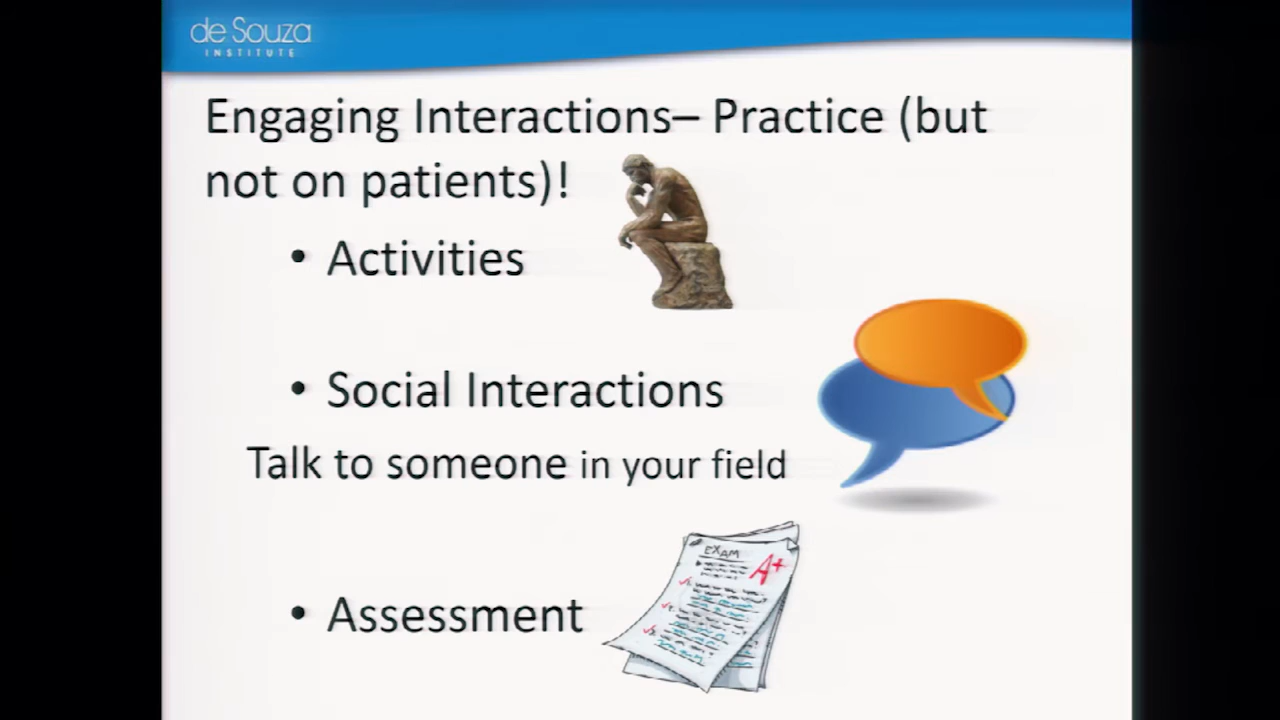 de Souza
INSTITUTE
Engaging Interactions– Practice (but
not on patients)!
• Activities
• Social Interactions
Talk to someone in your field
• Assessment
EXAM
A+